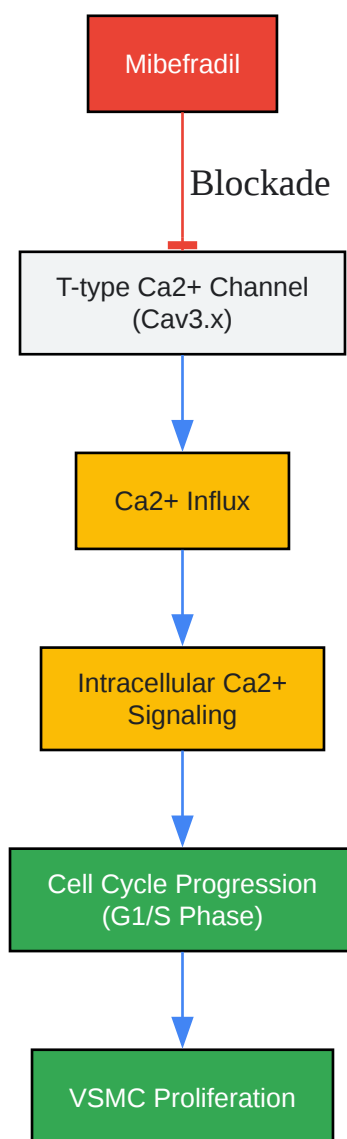 Mibefradil
Blockade
T-type Ca2+ Channel
(Cav3.x)
Ca2+ Influx
Intracellular Ca2+
Signaling
Cell Cycle Progression
(G1/S Phase)
VSMC Proliferation